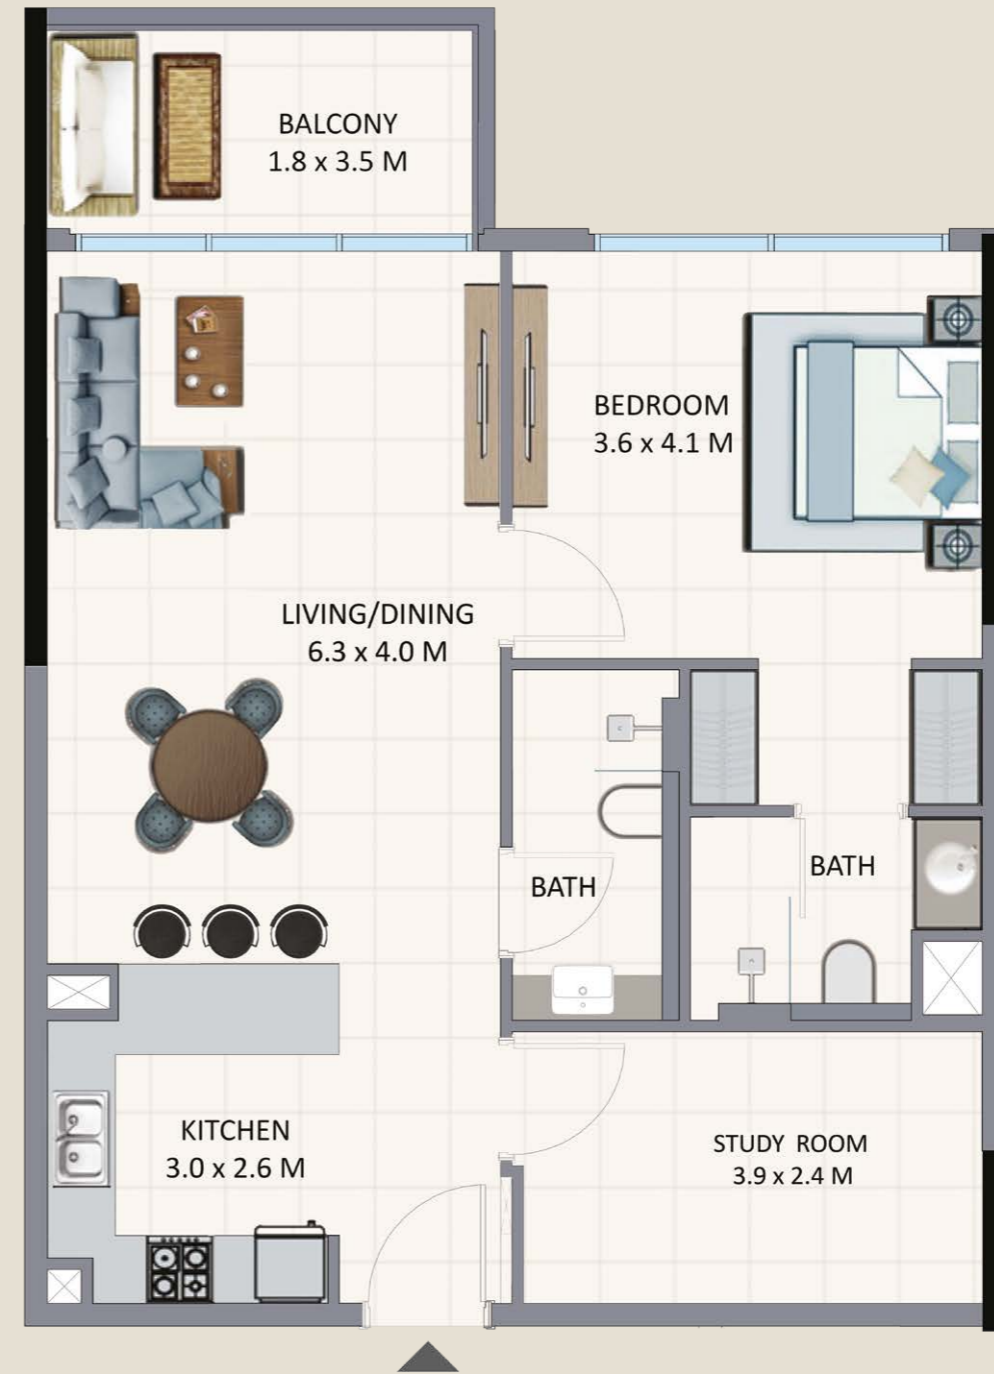 BALCONY
1.8 x 3.5 M
BEDROOM
3.6 x 4.1 M
LIVING/DINING
6.3 x 4.0 M
BATH
BATH
KITCHEN
3.0 x 2.6 M
STUDY ROOM
3.9 x 2.4 M